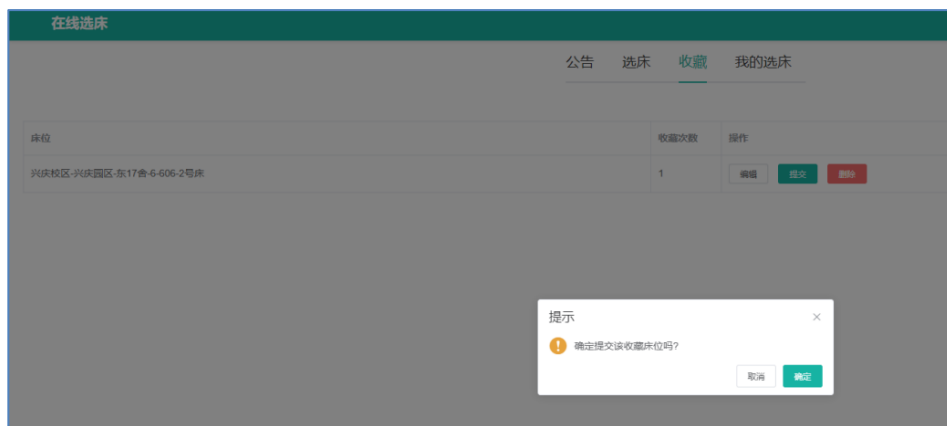 在线选床
公告 选床 收藏 我的选床
床位 收藏次数 操作
兴庆校区-兴庆园区-东17舍-6-606-2号床 1 编辑 提交 删除
提示
确定提交该收藏床位吗?
取消 确定